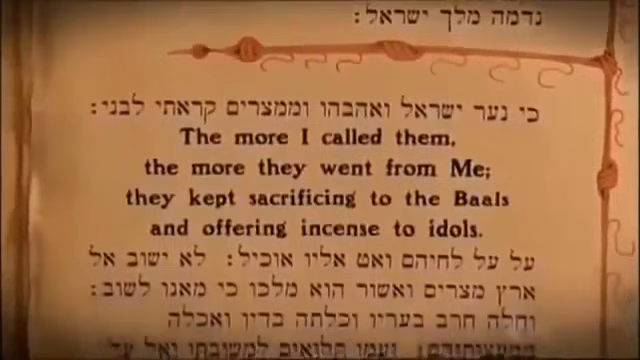 נדמה מלך ישראל:
כי נער ישראל ואהבהו וממצרים קראתי לבני:
The more I called them,
the more they went from Me;
they kept sacrificing to the Baals
and offering incense to idols.
על על לחיהם ואט אליו אוכיל: לא ישוב אל
ארץ מצרים ואשור הוא מלכו כי מאנו לשוב:
וחלה חרב בעריו וכלתה בדיו ואכלה